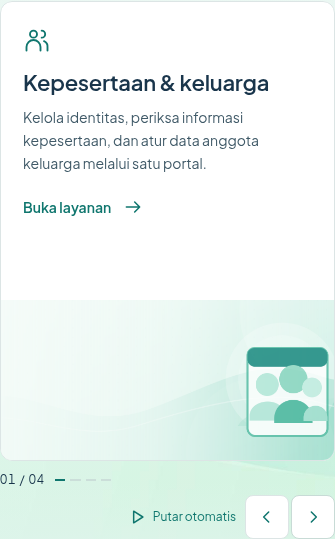 Kepesertaan & keluarga
Kelola identitas, periksa informasi
kepesertaan, dan atur data anggota
keluarga melalui satu portal.
Buka layanan
01 / 04
Putar otomatis